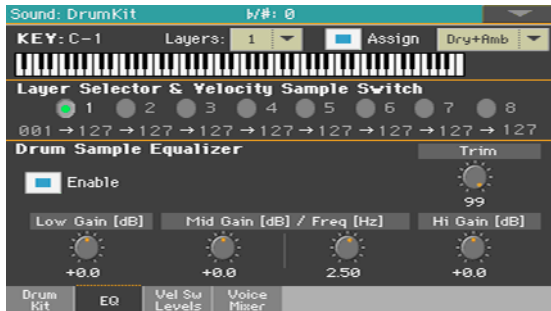 Sound: DrumKit ♭/#: 0
KEY: C-1 Layers: 1 Assign Dry+Amb
Layer Selector & Velocity Sample Switch
1 2 3 4 5 6 7 8
001 → 127 → 127 → 127 → 127 → 127 → 127 → 127 → 127
Drum Sample Equalizer Trim
Enable
99
Low Gain [dB] Mid Gain [dB] / Freq [Hz] Hi Gain [dB]
+0.0 +0.0 2.50 +0.0
Drum Kit EQ Vel Sw Levels Voice Mixer